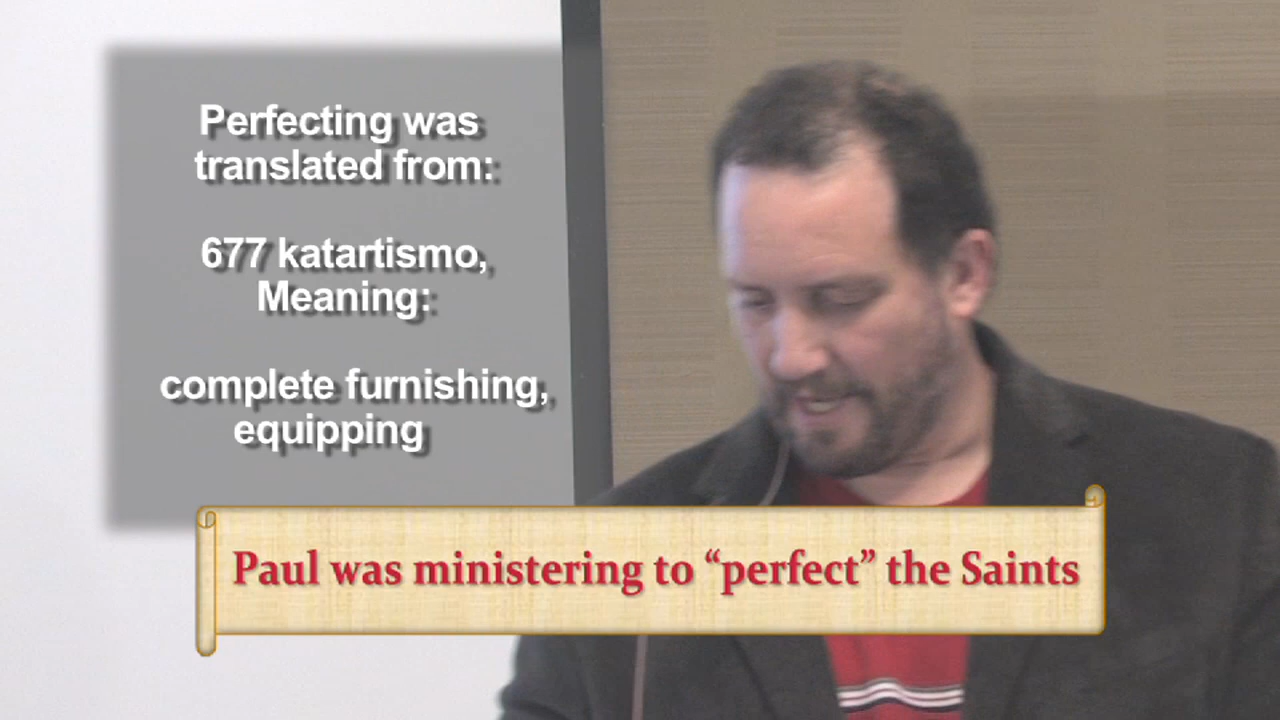 Perfecting was
translated from:
677 katartismo,
Meaning:
complete furnishing,
equipping
Paul was ministering to “perfect” the Saints